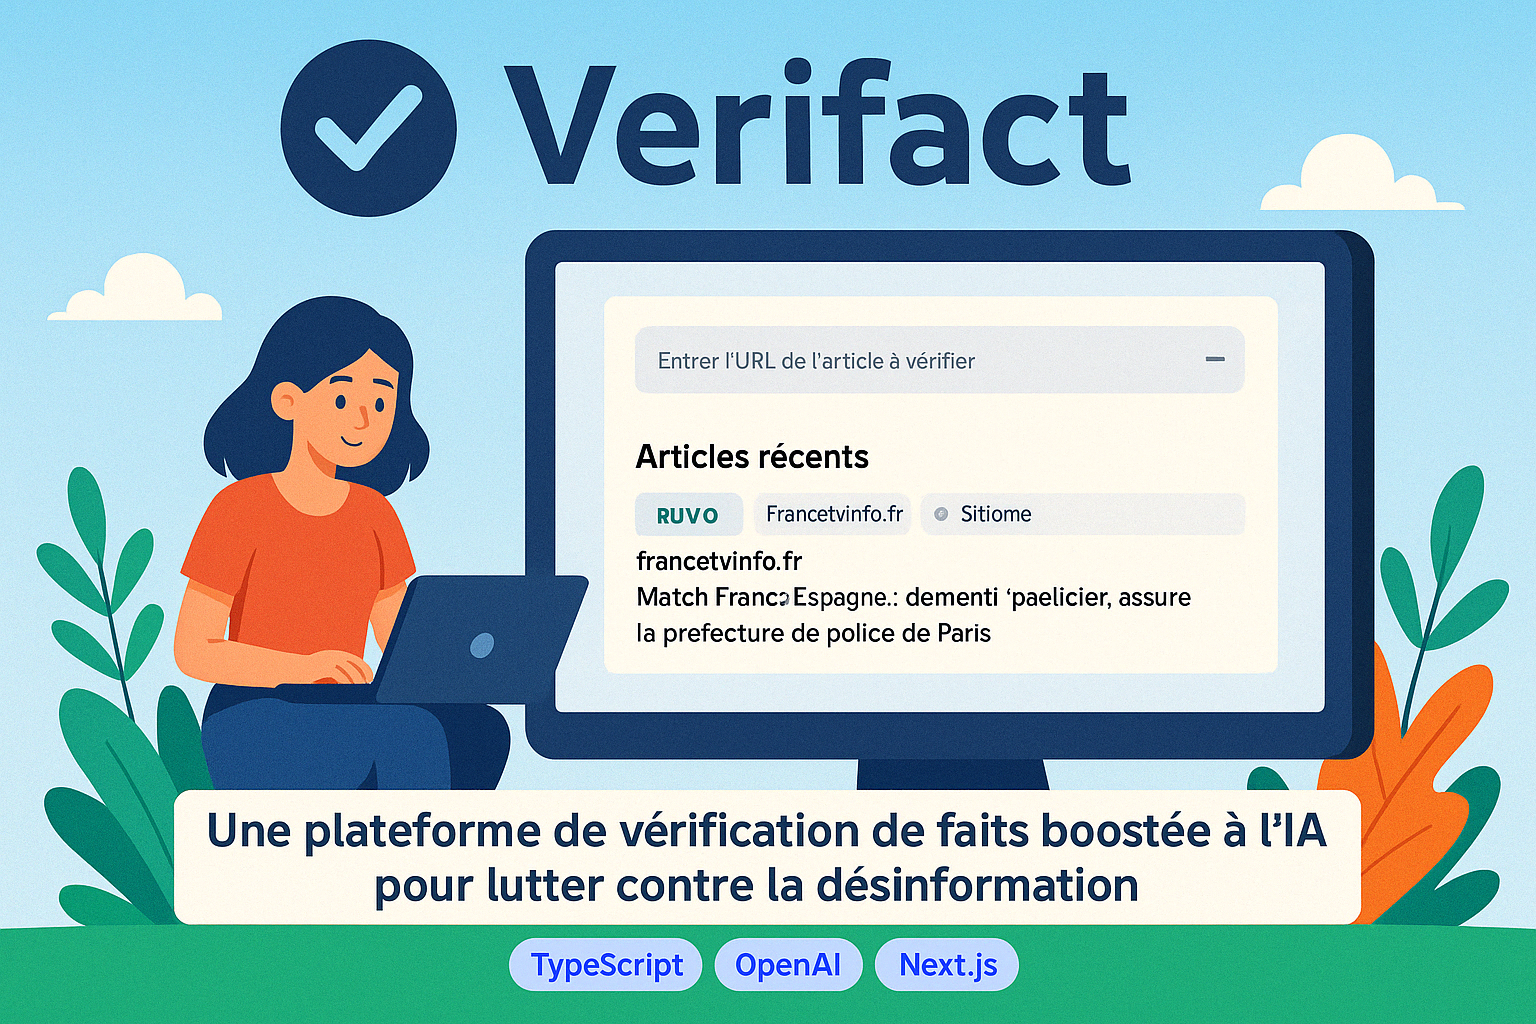 Verifact
Entrer l‘URL de l’article à vérifier
Articles récents
RUVO Francetvinfo.fr Sitiome
francetvinfo.fr
Match Franca Espagne.: dementi ‘paelicier, assure
la prefecture de police de Paris
Une plateforme de vérification de faits boostée à l’IA
pour lutter contre la désinformation
TypeScript OpenAI Next.js